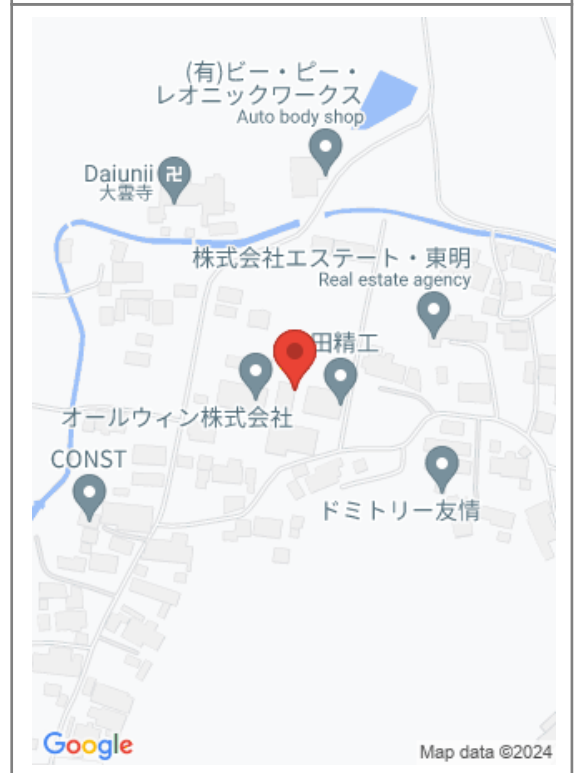 (有)ビー・ピー・
レオニックワークス
Auto body shop
Daiunji
大雲寺
株式会社エステート・東明
Real estate agency
田精工
オールウィン株式会社
CONST
ドミトリー友情
Google
Map data ©2024